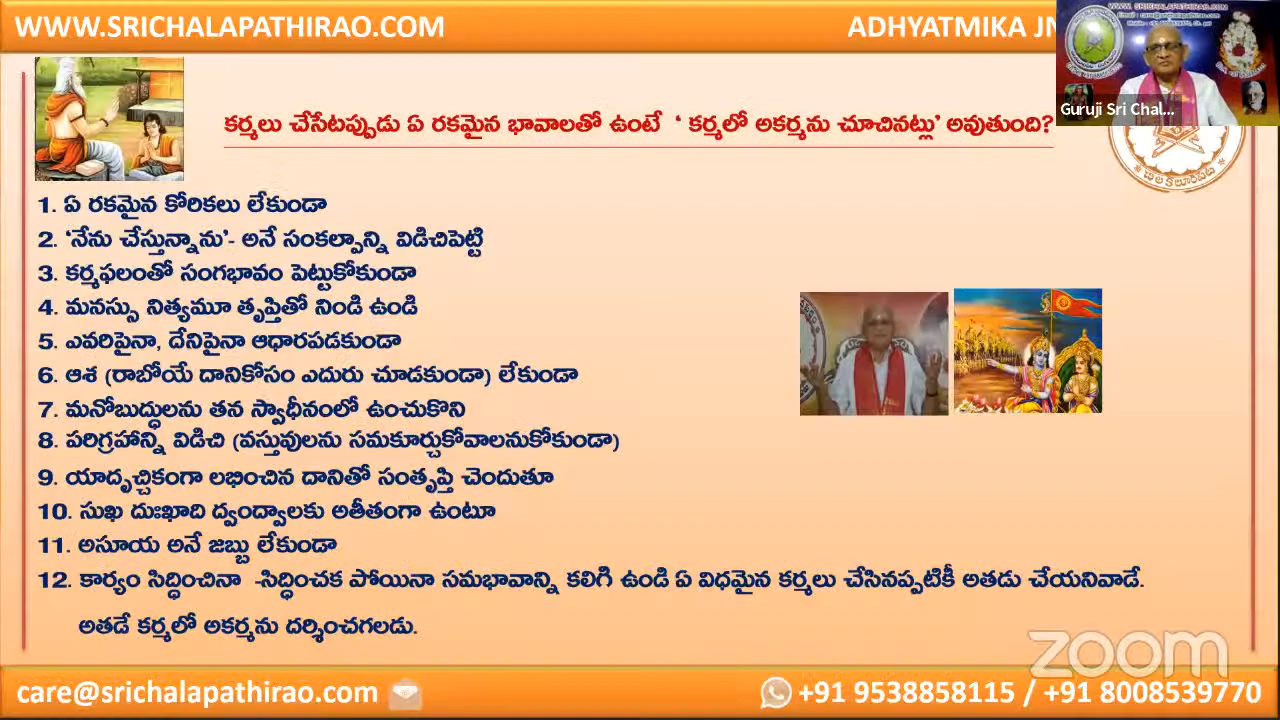 WWW.SRICHALAPATHIRAO.COM
ADHYATMIKA JN
WWW. SRICHALAPATHIRAO.COM
Guruji Sri Chal...
కర్మలు చేసేటప్పుడు ఏ రకమైన భావాలతో ఉంటే ‘ కర్మలో అకర్మను చూచినట్లు’ అవుతుంది?
1. ఏ రకమైన కోరికలు లేకుండా
2. ‘నేను చేస్తున్నాను’- అనే సంకల్పాన్ని విడిచిపెట్టి
3. కర్మఫలంతో సంగభావం పెట్టుకోకుండా
4. మనస్సు నిత్యమూ తృప్తితో నిండి ఉండి
5. ఎవరిపైనా, దేనిపైనా ఆధారపడకుండా
6. ఆశ (రాబోయే దానికోసం ఎదురు చూడకుండా) లేకుండా
7. మనోబుద్ధులను తన స్వాధీనంలో ఉంచుకొని
8. పరిగ్రహాన్ని విడిచి (వస్తువులను సమకూర్చుకోవాలనుకోకుండా)
9. యాదృచ్చికంగా లభించిన దానితో సంతృప్తి చెందుతూ
10. సుఖ దుఃఖాది ద్వంద్వాలకు అతీతంగా ఉంటూ
11. అసూయ అనే జబ్బు లేకుండా
12. కార్యం సిద్ధించినా -సిద్ధించక పోయినా సమభావాన్ని కలిగి ఉండి ఏ విధమైన కర్మలు చేసినప్పటికీ అతడు చేయనివాడే.
అతడే కర్మలో అకర్మను దర్శించగలడు.
zoom
care@srichalapathirao.com
+91 9538858115 / +91 8008539770